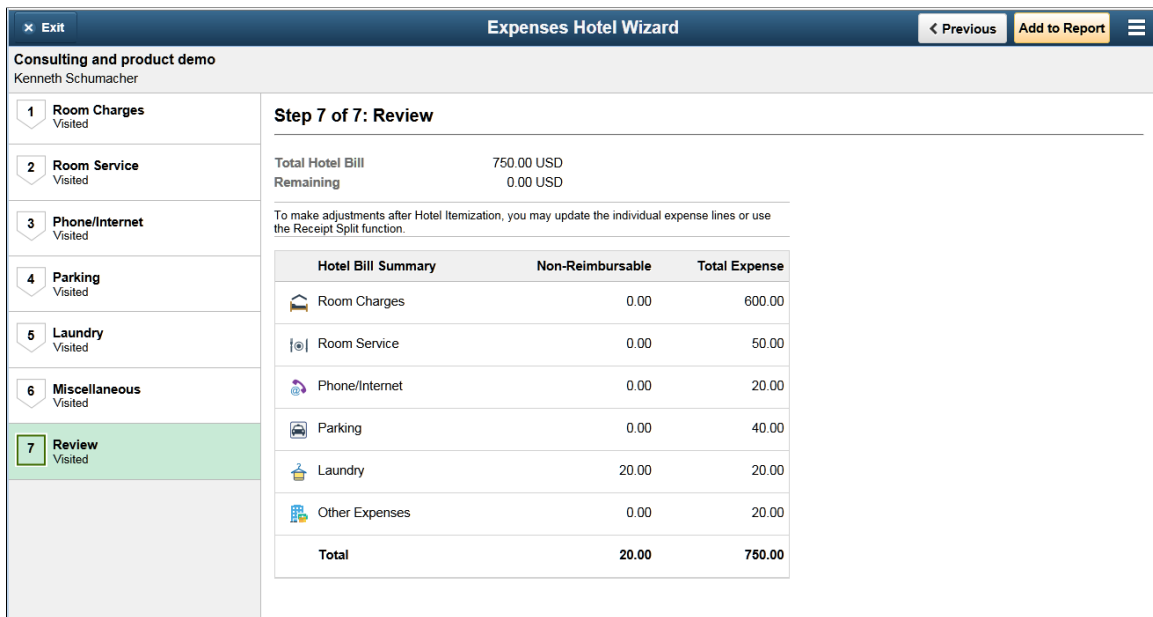 × Exit
Expenses Hotel Wizard
Previous
Add to Report
Consulting and product demo
Kenneth Schumacher
1 Room Charges
Visited
2 Room Service
Visited
3 Phone/Internet
Visited
4 Parking
Visited
5 Laundry
Visited
6 Miscellaneous
Visited
7 Review
Visited
Step 7 of 7: Review
Total Hotel Bill 750.00 USD
Remaining 0.00 USD
To make adjustments after Hotel Itemization, you may update the individual expense lines or use
the Receipt Split function.
Hotel Bill Summary Non-Reimbursable Total Expense
Room Charges 0.00 600.00
Room Service 0.00 50.00
Phone/Internet 0.00 20.00
Parking 0.00 40.00
Laundry 20.00 20.00
Other Expenses 0.00 20.00
Total 20.00 750.00